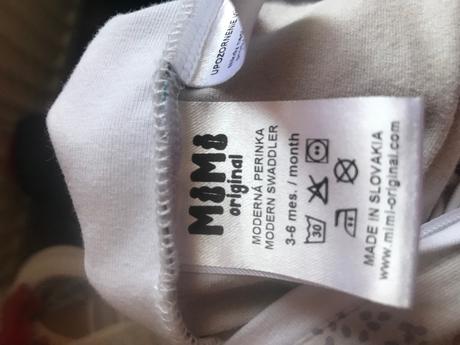 UPOZORNENIE
MIMI
original
MODERNÁ PERINKA
MODERN SWADDLER
3-6 mes. / month
30
MADE IN SLOVAKIA
www.mimi-original.com